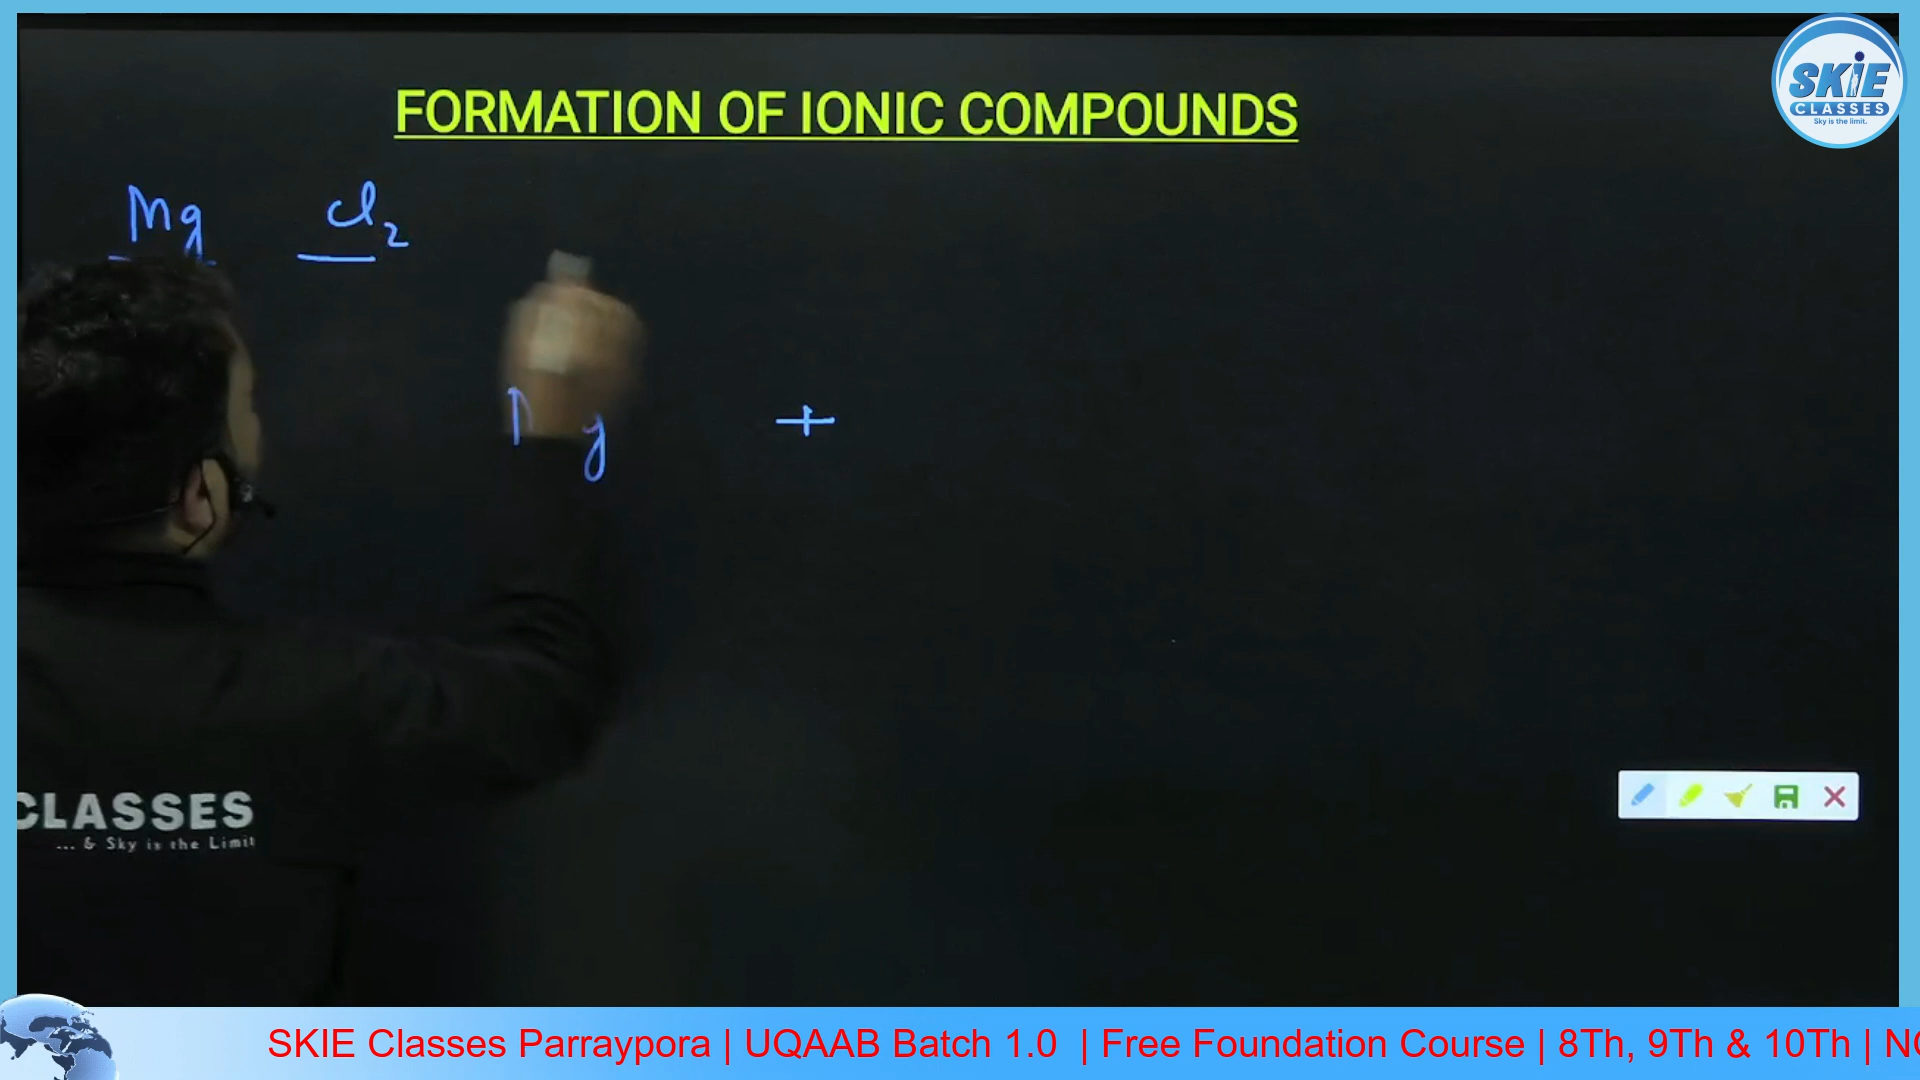 FORMATION OF IONIC COMPOUNDS
SKIE
CLASSES
Sky is the limit.
Mg Cl₂
Mg +
CLASSES
... & Sky is the Limit
SKIE Classes Parraypora | UQAAB Batch 1.0 | Free Foundation Course | 8Th, 9Th & 10Th |